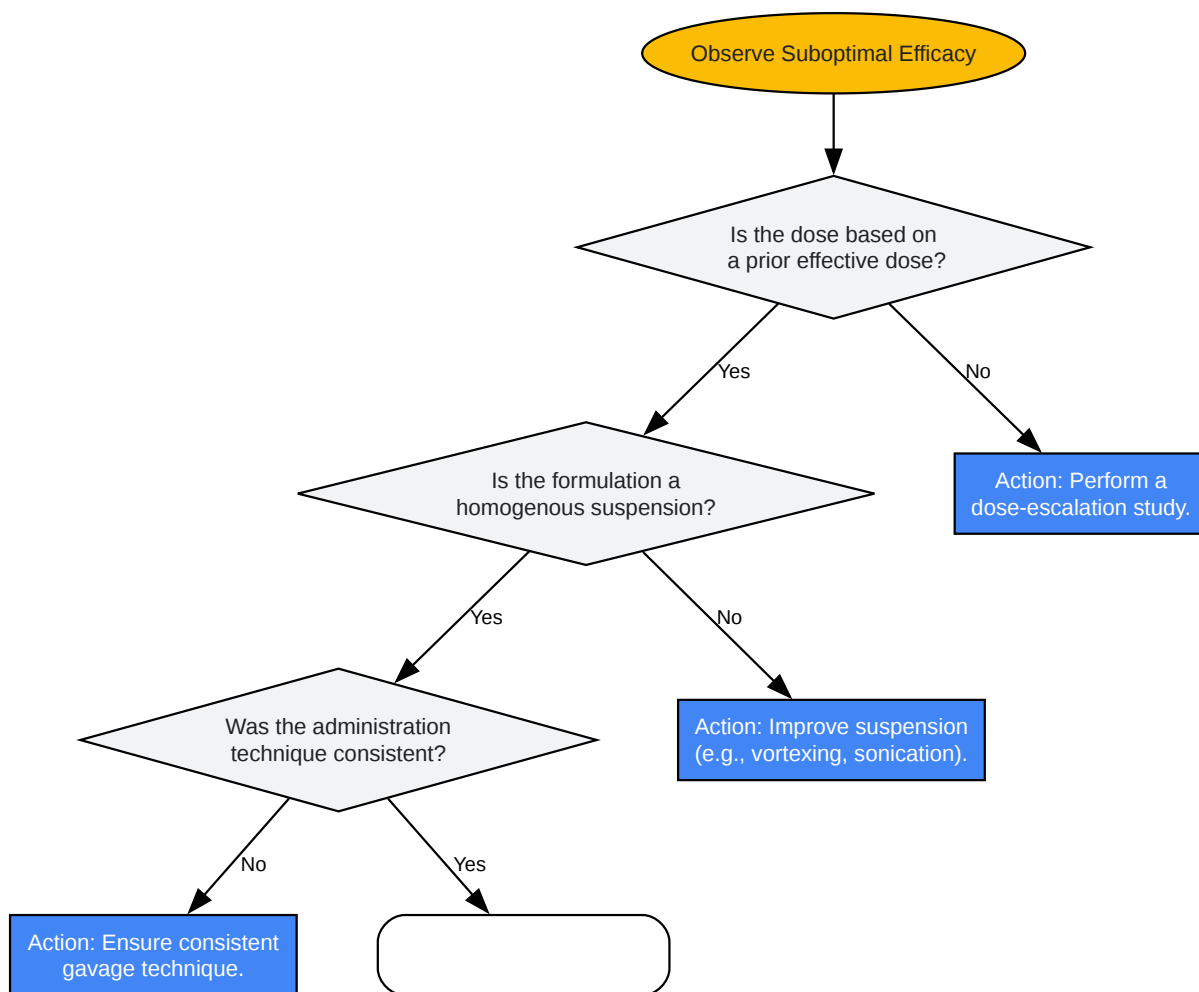 Observe Suboptimal Efficacy
Is the dose based on
a prior effective dose?
Yes
No
Is the formulation a
homogenous suspension?
Action: Perform a
dose-escalation study.
Yes
No
Was the administration
technique consistent?
Action: Improve suspension
(e.g., vortexing, sonication).
No
Yes
Action: Ensure consistent
gavage technique.